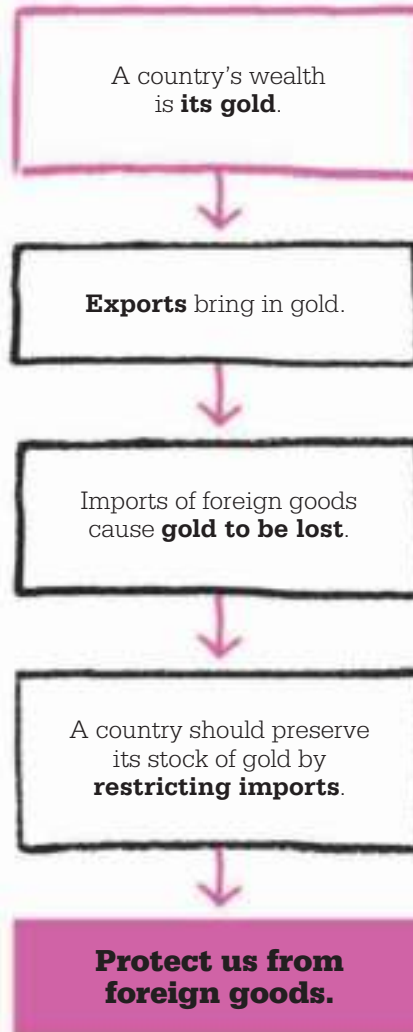 A country’s wealth
is its gold.
Exports bring in gold.
Imports of foreign goods
cause gold to be lost.
A country should preserve
its stock of gold by
restricting imports.
Protect us from
foreign goods.